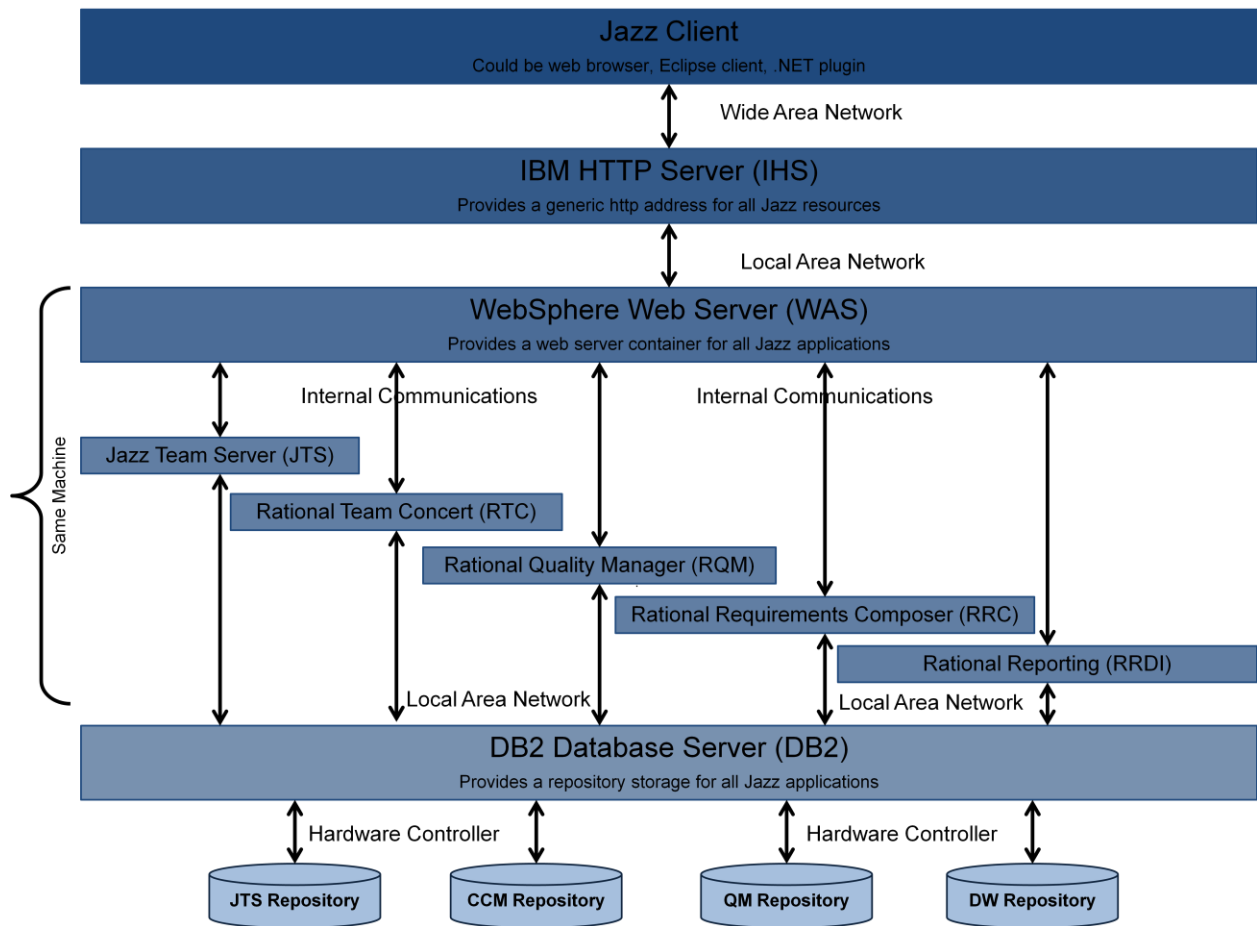 Jazz Client
Could be web browser, Eclipse client, .NET plugin
Wide Area Network
IBM HTTP Server (IHS)
Provides a generic http address for all Jazz resources
Local Area Network
WebSphere Web Server (WAS)
Provides a web server container for all Jazz applications
Internal Communications
Internal Communications
Same Machine
Jazz Team Server (JTS)
Rational Team Concert (RTC)
Rational Quality Manager (RQM)
Rational Requirements Composer (RRC)
Rational Reporting (RRDI)
Local Area Network
Local Area Network
DB2 Database Server (DB2)
Provides a repository storage for all Jazz applications
Hardware Controller
Hardware Controller
JTS Repository
CCM Repository
QM Repository
DW Repository